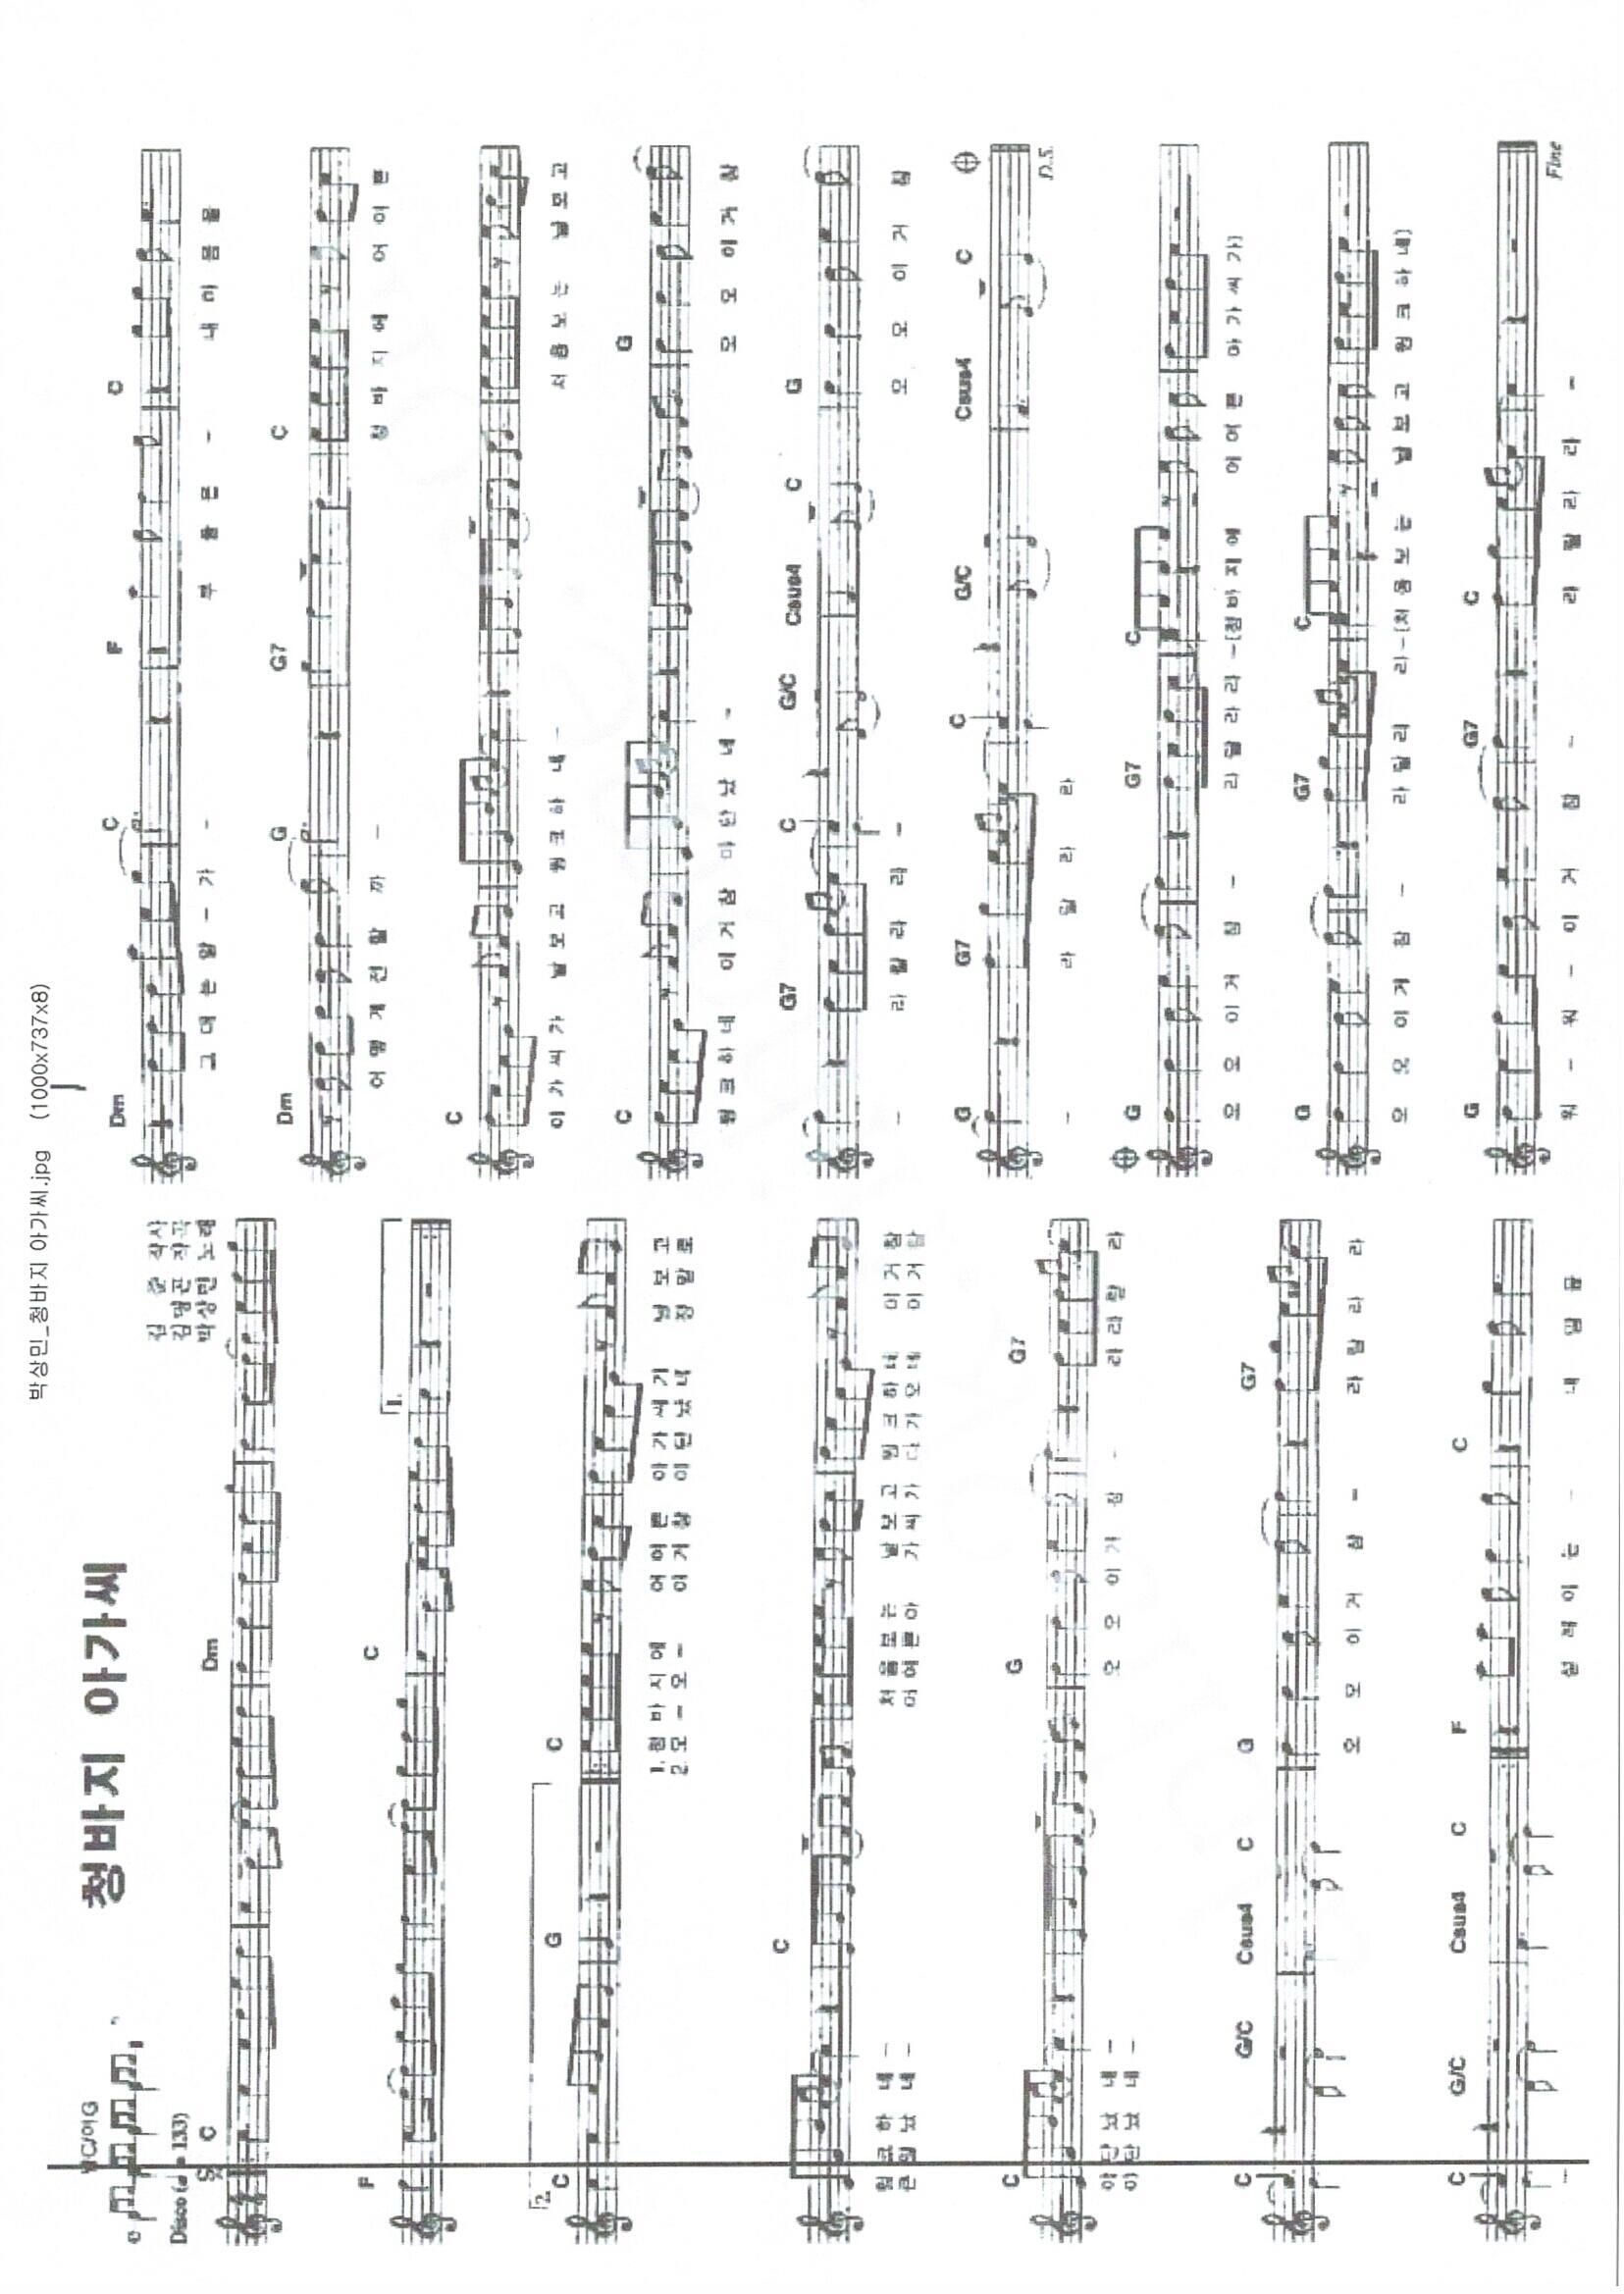 박상민_청바지 아가씨.jpg (1000x737x8)
C/여G
청바지 아가씨
김 준 작사
김명곤 작곡
박상민 노래
Disco (♩ = 133)
C Dm
F C
1.
2.
C G C
1. 청 바 지 에 어 여 쁜 아 가 씨 가 날 보 고
2. 오 - 오 - 이 거 참 야 단 났 네 정 말 로
C
윙 크 하 네 - 처 음 보 는 날 보 고 윙 크 하 네 이 거 참
큰 일 났 네 - 어 여 쁜 아 가 씨 가 다 가 오 네 이 거 참
C G G7
야 단 났 네 - 오 오 이 거 참 - 라 라 랄 라
야 단 났 네 -
C G/C Csus4 C G G7
오 오 이 거 참 - 라 랄 라 라
C G/C Csus4 C F C
- 설 레 이 는 - 내 맘 을
Dm C F C
그 대 는 알 - 가 - 부 들 은 - 내 마 음 을
Dm G G7 C
어 떻 게 전 할 까 - 청 바 지 에 어 여 쁜
C
아 가 씨 가 날 보 고 윙 크 하 네 - 처 음 보 는 날 보 고
C G
윙 크 하 네 이 거 참 야 단 났 네 - 오 오 이 거 참
G7 C G/C Csus4 C G
- 라 랄 라 라 - 오 오 이 거 참
G G7 C G/C Csus4 C
D.S.
- 라 랄 라 라
G G7 C
오 오 이 거 참 - 라 랄 라 라 -(청 바 지 에 어 여 쁜 아 가 씨 가)
G G7 C
오 오 이 거 참 - 라 랄 라 라-(처 음 보 는 날 보 고 윙 크 하 네)
G G7 C
Fine
워 - 워 - 이 거 참 - 라 랄 라 라 -